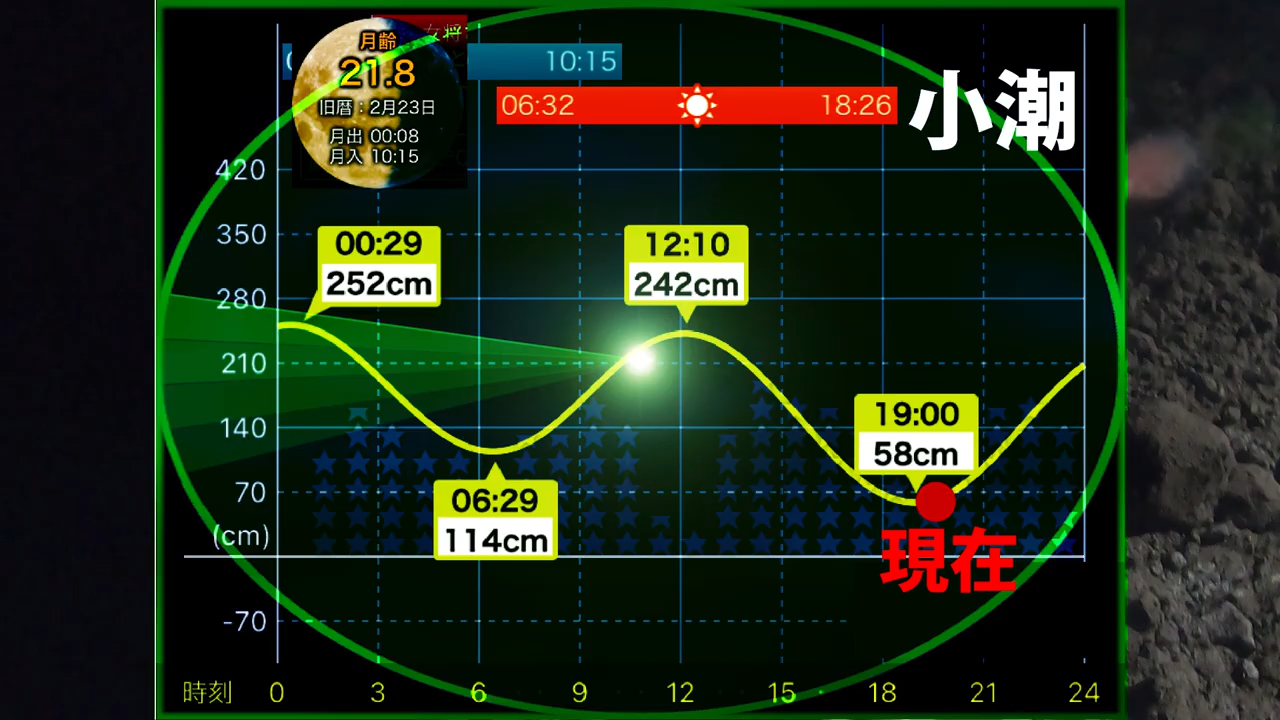 女将
月齢
21.8
旧暦：2月23日
月出 00:08
月入 10:15
10:15
06:32 18:26
小潮
420
350
280
210
140
70
(cm)
-70
00:29
252cm
12:10
242cm
06:29
114cm
19:00
58cm
現在
時刻 0 3 6 9 12 15 18 21 24